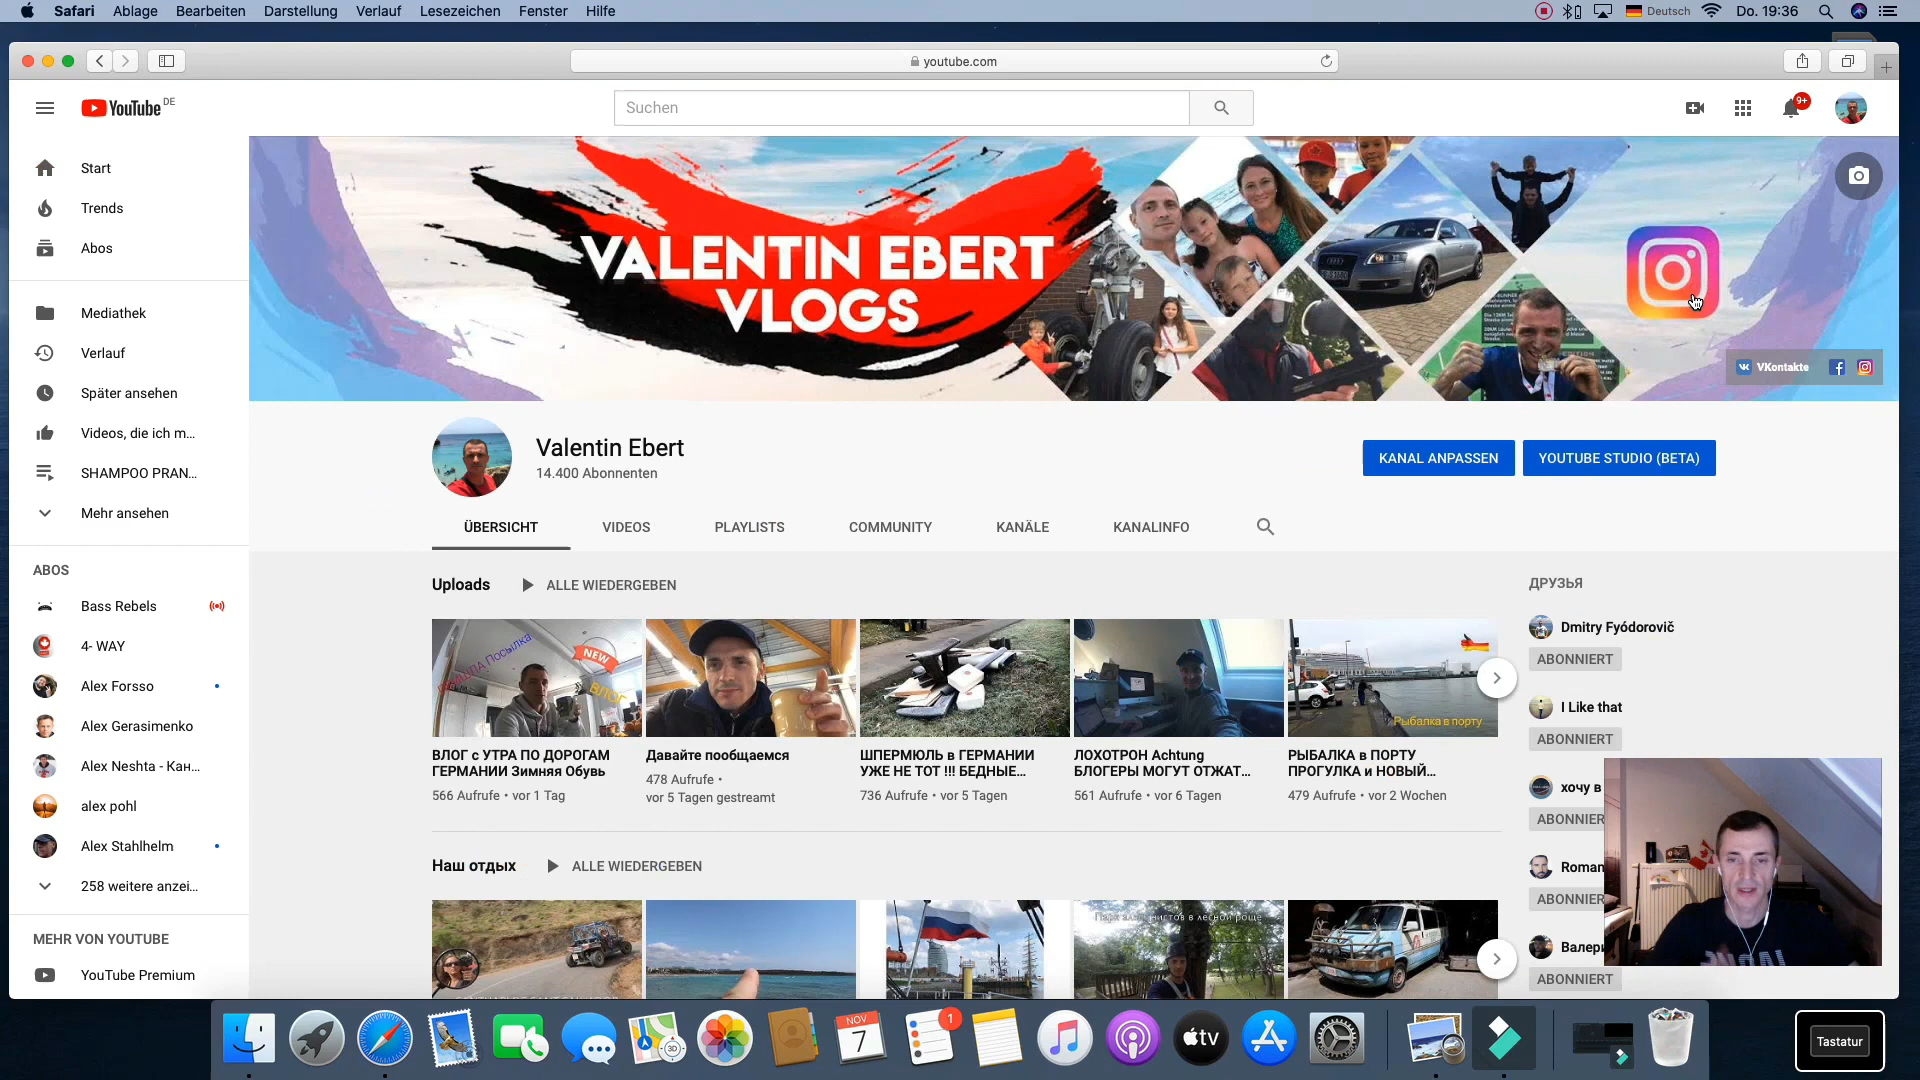 Safari Ablage Bearbeiten Darstellung Verlauf Lesezeichen Fenster Hilfe
Deutsch Do. 19:36
youtube.com
YouTube DE
Suchen
9+
Start
Trends
Abos
Mediathek
Verlauf
Später ansehen
Videos, die ich m...
SHAMPOO PRAN...
Mehr ansehen
ABOS
Bass Rebels
4- WAY
Alex Forsso
Alex Gerasimenko
Alex Neshta - Кан...
alex pohl
Alex Stahlhelm
258 weitere anzei...
MEHR VON YOUTUBE
YouTube Premium
VALENTIN EBERT
VLOGS
VKontakte
Valentin Ebert
14.400 Abonnenten
KANAL ANPASSEN
YOUTUBE STUDIO (BETA)
ÜBERSICHT VIDEOS PLAYLISTS COMMUNITY KANÄLE KANALINFO
Uploads ALLE WIEDERGEBEN
Посылка
NEW
ВЛОГ
Рыбалка в порту
ВЛОГ с УТРА ПО ДОРОГАМ
ГЕРМАНИИ Зимняя Обувь
566 Aufrufe • vor 1 Tag
Давайте пообщаемся
478 Aufrufe •
vor 5 Tagen gestreamt
ШПЕРМЮЛЬ в ГЕРМАНИИ
УЖЕ НЕ ТОТ !!! БЕДНЫЕ...
736 Aufrufe • vor 5 Tagen
ЛОХОТРОН Achtung
БЛОГЕРЫ МОГУТ ОТЖАТ...
561 Aufrufe • vor 6 Tagen
РЫБАЛКА в ПОРТУ
ПРОГУЛКА и НОВЫЙ...
479 Aufrufe • vor 2 Wochen
Наш отдых ALLE WIEDERGEBEN
ДРУЗЬЯ
Dmitry Fyódorovič
ABONNIERT
I Like that
ABONNIERT
хочу в
ABONNIER
Roman
ABONNIER
Валери
ABONNIERT
NOV
7
3D
1
tv
Tastatur